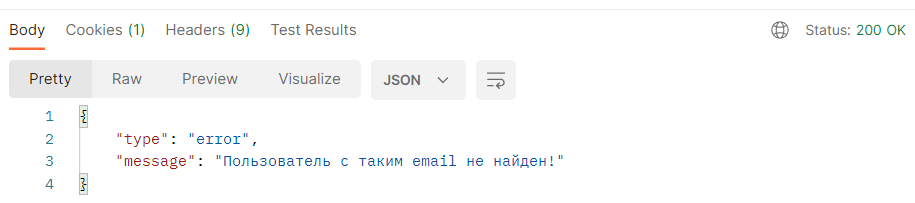 Body Cookies (1) Headers (9) Test Results Status: 200 OK
Pretty Raw Preview Visualize JSON
1 {
2 "type": "error",
3 "message": "Пользователь с таким email не найден!"
4 }